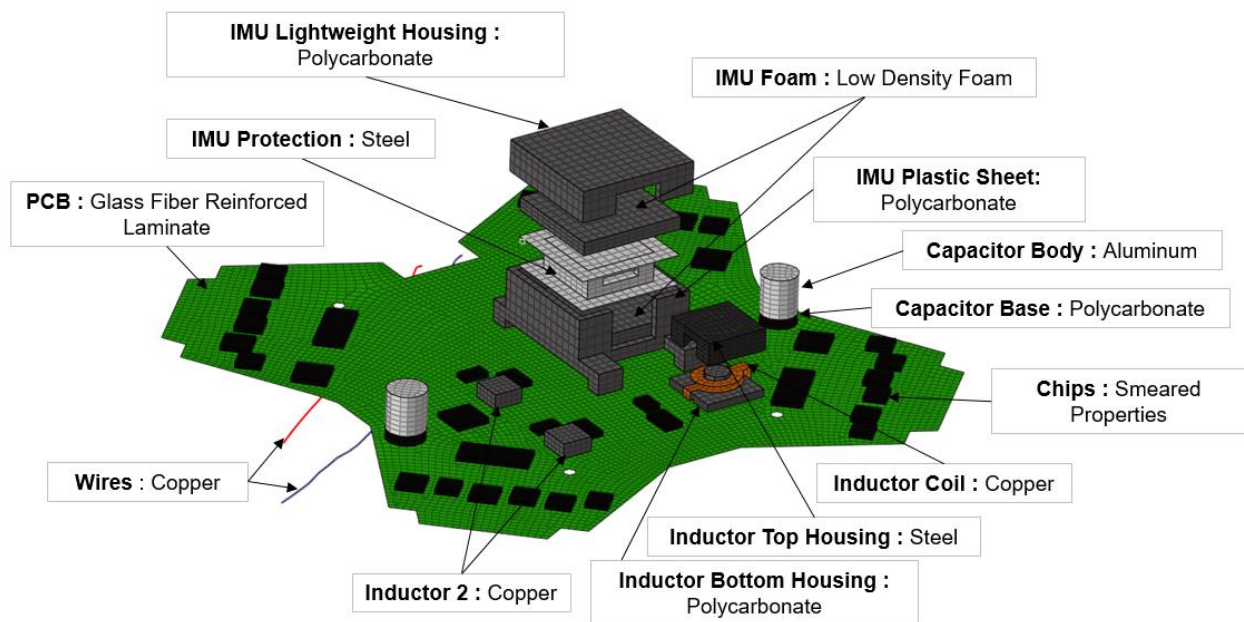 IMU Lightweight Housing :
Polycarbonate
IMU Foam : Low Density Foam
IMU Protection : Steel
IMU Plastic Sheet:
Polycarbonate
PCB : Glass Fiber Reinforced
Laminate
Capacitor Body : Aluminum
Capacitor Base : Polycarbonate
Chips : Smeared
Properties
Wires : Copper
Inductor Coil : Copper
Inductor Top Housing : Steel
Inductor 2 : Copper
Inductor Bottom Housing :
Polycarbonate